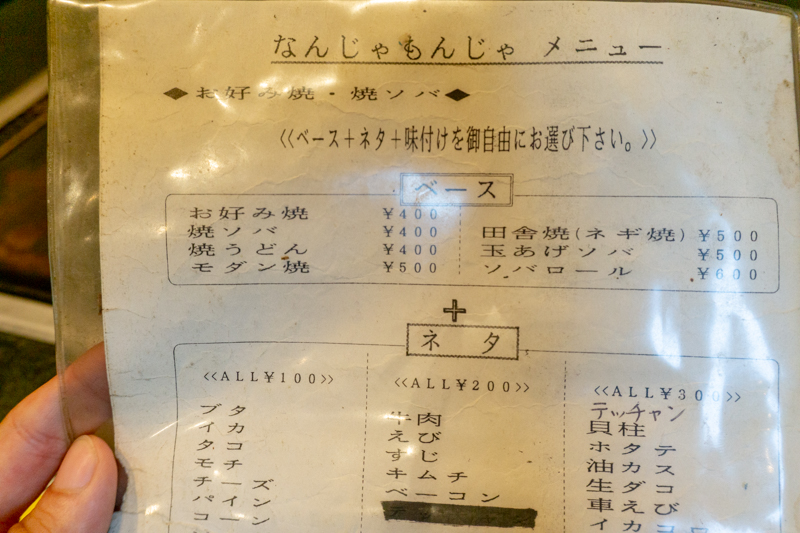 なんじゃもんじゃ メニュー
◆お好み焼・焼ソバ◆
《ベース＋ネタ＋味付けを御自由にお選び下さい。》
ベース
お好み焼 ¥400
焼ソバ ¥400
焼うどん ¥400
モダン焼 ¥500
田舎焼(ネギ焼) ¥500
玉あげソバ ¥500
ソバロール ¥600
＋
ネタ
《ALL¥100》
ブタ
イカ
タコ
モチ
チーズ
パイン
コーン
《ALL¥200》
牛肉
えび
すじ
キムチ
ベーコン
《ALL¥300》
テッチャン
貝柱
ホタテ
油カス
生ダコ
車えび
イカゴロ